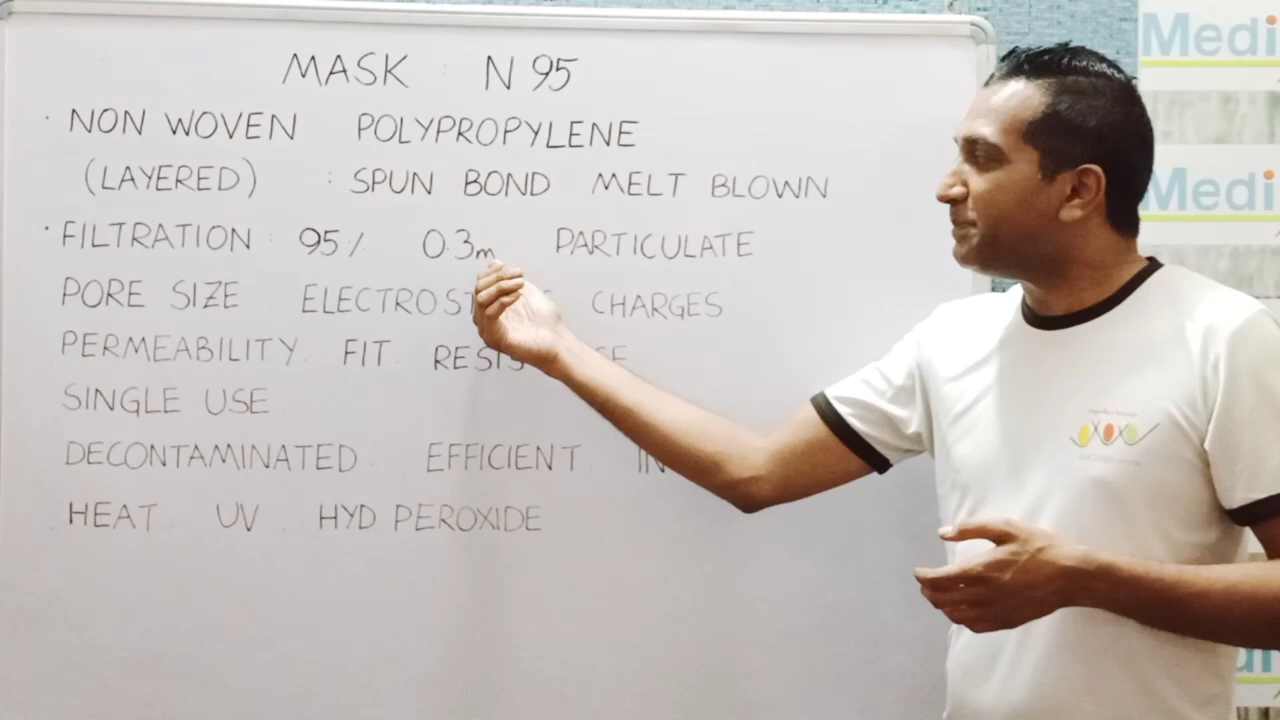 MASK N 95
· NON WOVEN POLYPROPYLENE
(LAYERED) : SPUN BOND MELT BLOWN
· FILTRATION : 95% 0.3m PARTICULATE
PORE SIZE CHARGES
PERMEABILITY. FIT.
SINGLE USE
DECONTAMINATED. EFFICIENT
HEAT UV HYD PEROXIDE
Medi
Medi